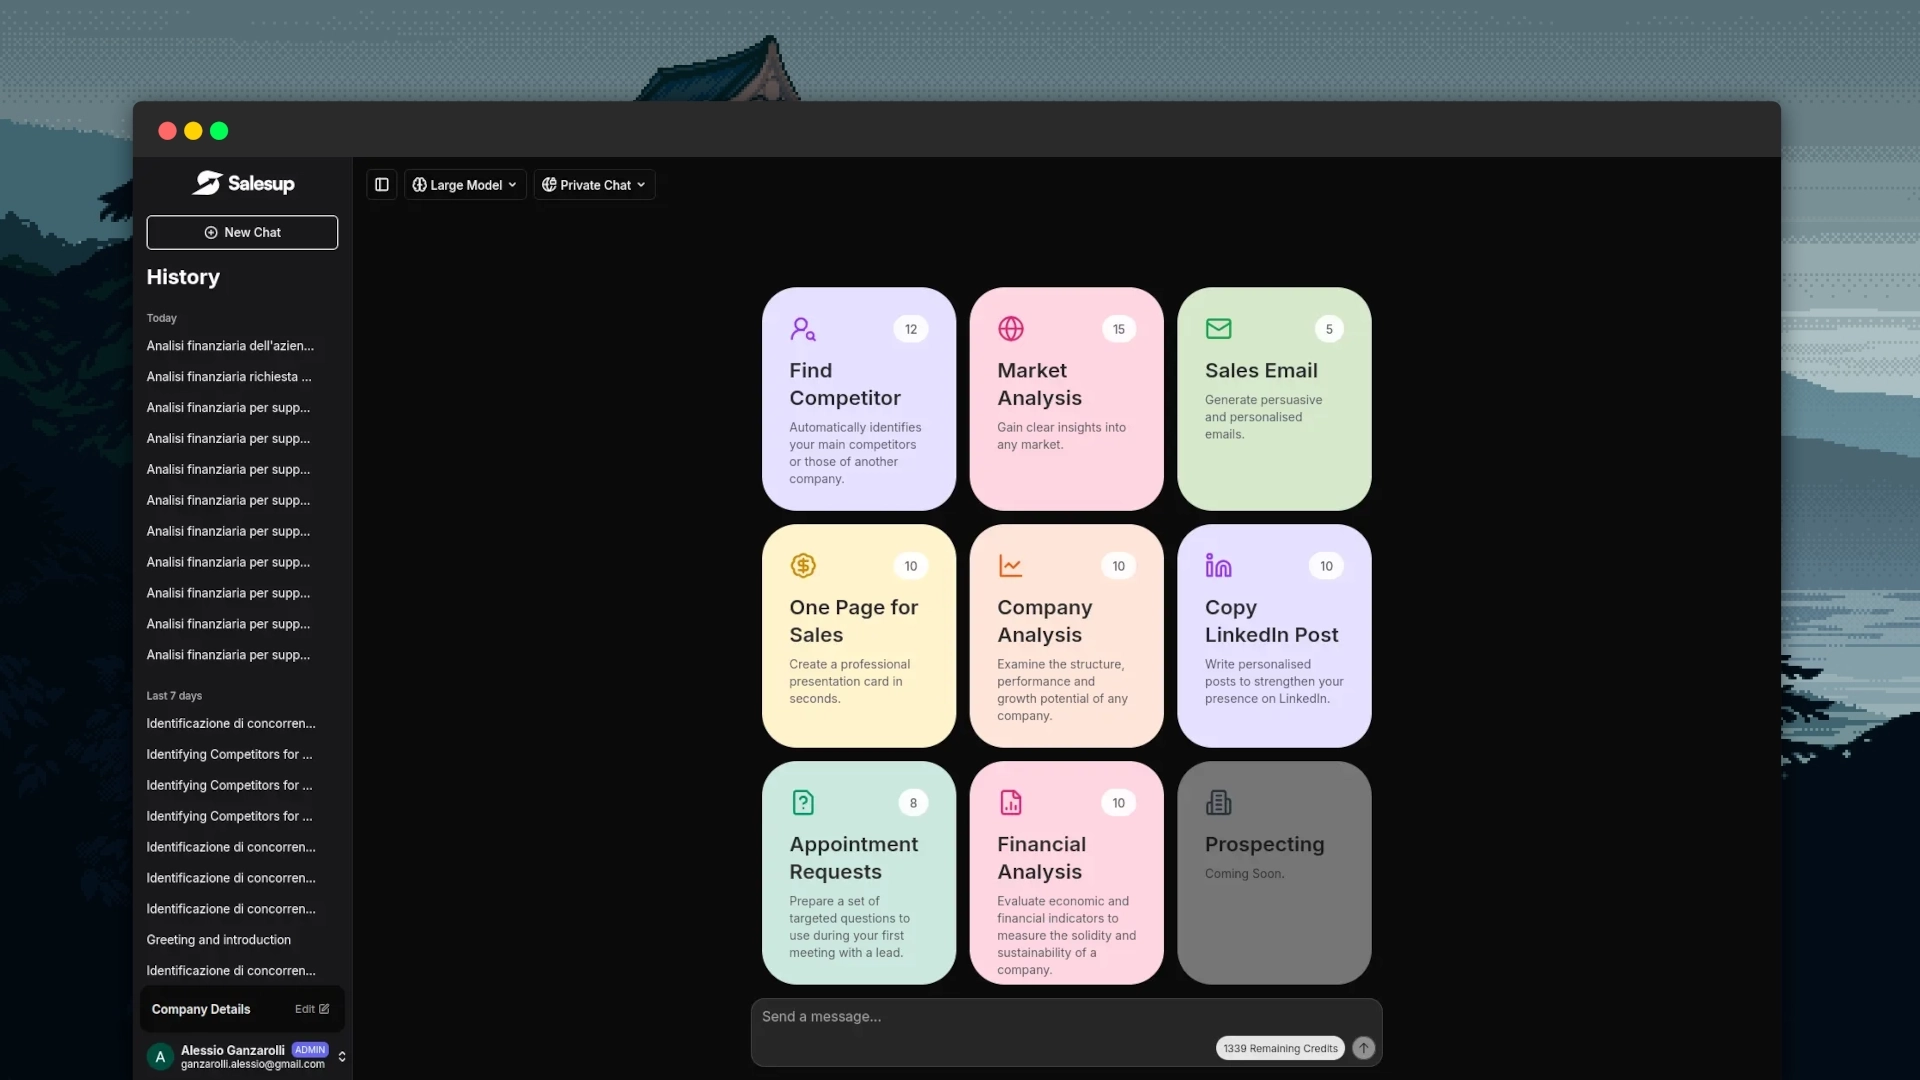 Salesup
Large Model
Private Chat
New Chat
History
Today
Analisi finanziaria dell'azien...
Analisi finanziaria richiesta ...
Analisi finanziaria per supp...
Analisi finanziaria per supp...
Analisi finanziaria per supp...
Analisi finanziaria per supp...
Analisi finanziaria per supp...
Analisi finanziaria per supp...
Analisi finanziaria per supp...
Analisi finanziaria per supp...
Analisi finanziaria per supp...
Last 7 days
Identificazione di concorren...
Identifying Competitors for ...
Identifying Competitors for ...
Identifying Competitors for ...
Identificazione di concorren...
Identificazione di concorren...
Identificazione di concorren...
Greeting and introduction
Identificazione di concorren...
Company Details
Edit
A
Alessio Ganzarolli ADMIN
ganzarolli.alessio@gmail.com
12
Find
Competitor
Automatically identifies
your main competitors
or those of another
company.
15
Market
Analysis
Gain clear insights into
any market.
5
Sales Email
Generate persuasive
and personalised
emails.
10
One Page for
Sales
Create a professional
presentation card in
seconds.
10
Company
Analysis
Examine the structure,
performance and
growth potential of any
company.
10
Copy
LinkedIn Post
Write personalised
posts to strengthen your
presence on LinkedIn.
8
Appointment
Requests
Prepare a set of
targeted questions to
use during your first
meeting with a lead.
10
Financial
Analysis
Evaluate economic and
financial indicators to
measure the solidity and
sustainability of a
company.
Prospecting
Coming Soon.
Send a message...
1339 Remaining Credits